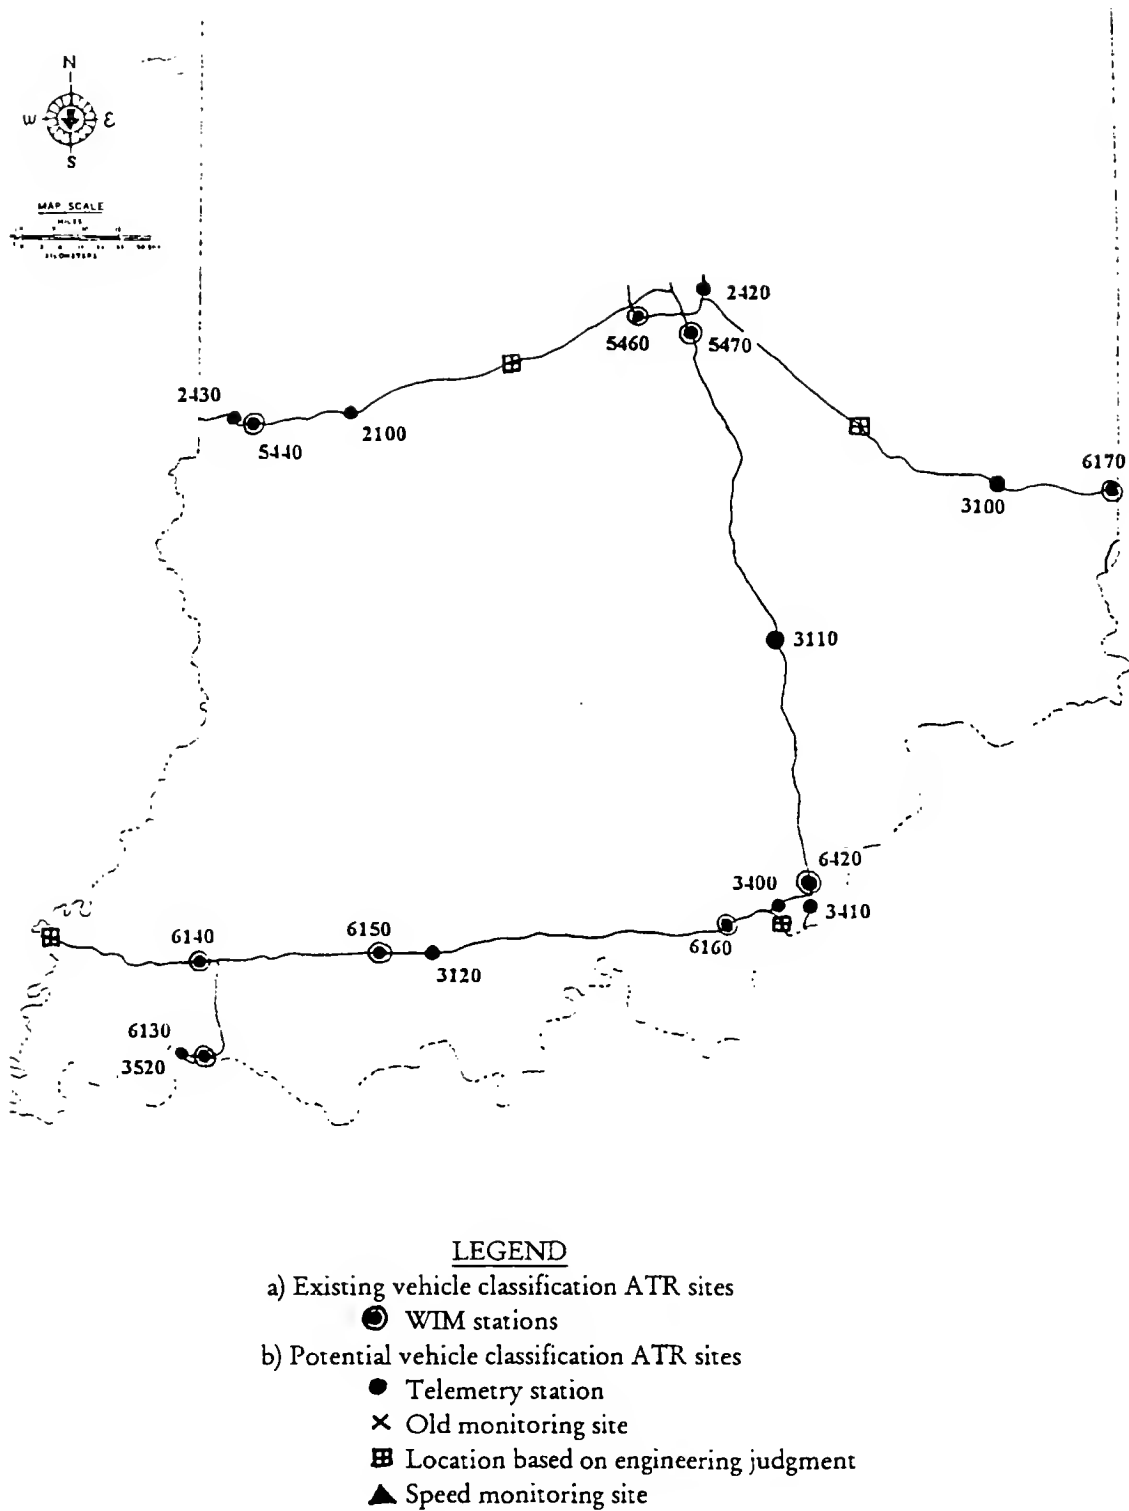 N
W
E
S
MAP SCALE
MILES
KILOMETERS
2420
5460
5470
2430
5440
2100
6170
3100
3110
6420
3400
3410
6140
6150
6160
3120
6130
3520
LEGEND
a) Existing vehicle classification ATR sites
WIM stations
b) Potential vehicle classification ATR sites
Telemetry station
Old monitoring site
Location based on engineering judgment
Speed monitoring site